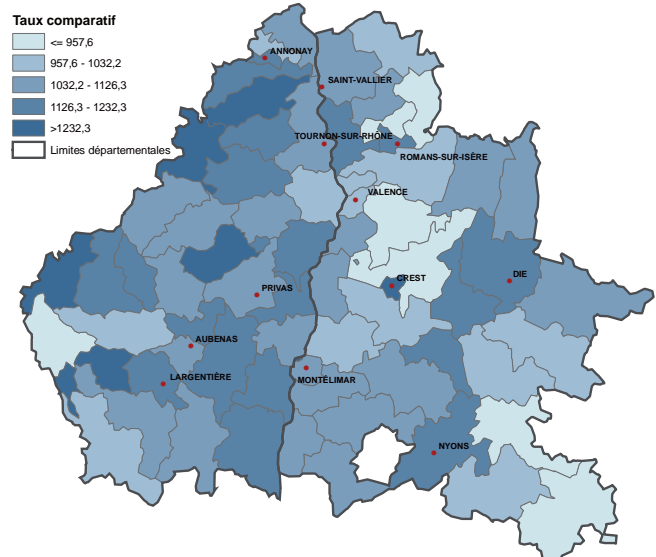 Taux comparatif
<= 957,6
957,6 - 1032,2
1032,2 - 1126,3
1126,3 - 1232,3
>1232,3
Limites départementales
ANNONAY
SAINT-VALLIER
TOURNON-SUR-RHÔNE
ROMANS-SUR-ISÈRE
VALENCE
CREST
DIE
PRIVAS
AUBENAS
LARGENTIÈRE
MONTÉLIMAR
NYONS